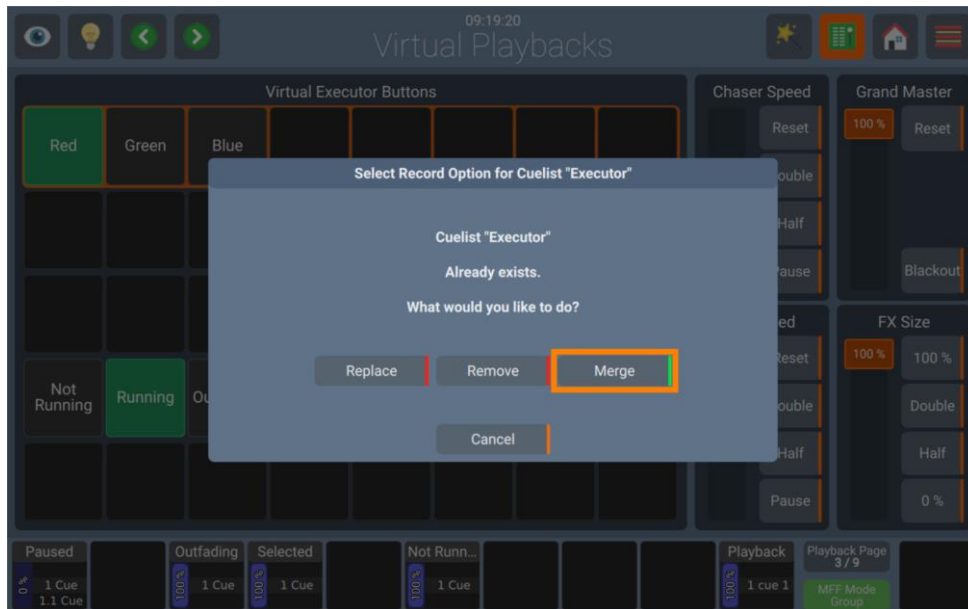 09:19:20
Virtual Playbacks
Virtual Executor Buttons
Red
Green
Blue
Not
Running
Running
Select Record Option for Cuelist "Executor"
Cuelist "Executor"
Already exists.
What would you like to do?
Replace
Remove
Merge
Cancel
Chaser Speed
Reset
ouble
Half
ause
Grand Master
100 %
Reset
Blackout
ed
Reset
ouble
Half
Pause
FX Size
100 %
100 %
Double
Half
0 %
Paused
0 %
1 Cue
1.1 Cue
Outfading
100 %
1 Cue
Selected
100 %
1 Cue
Not Runn...
100 %
1 Cue
Playback
100 %
1 cue 1
Playback Page
3 / 9
MFF Mode
Group